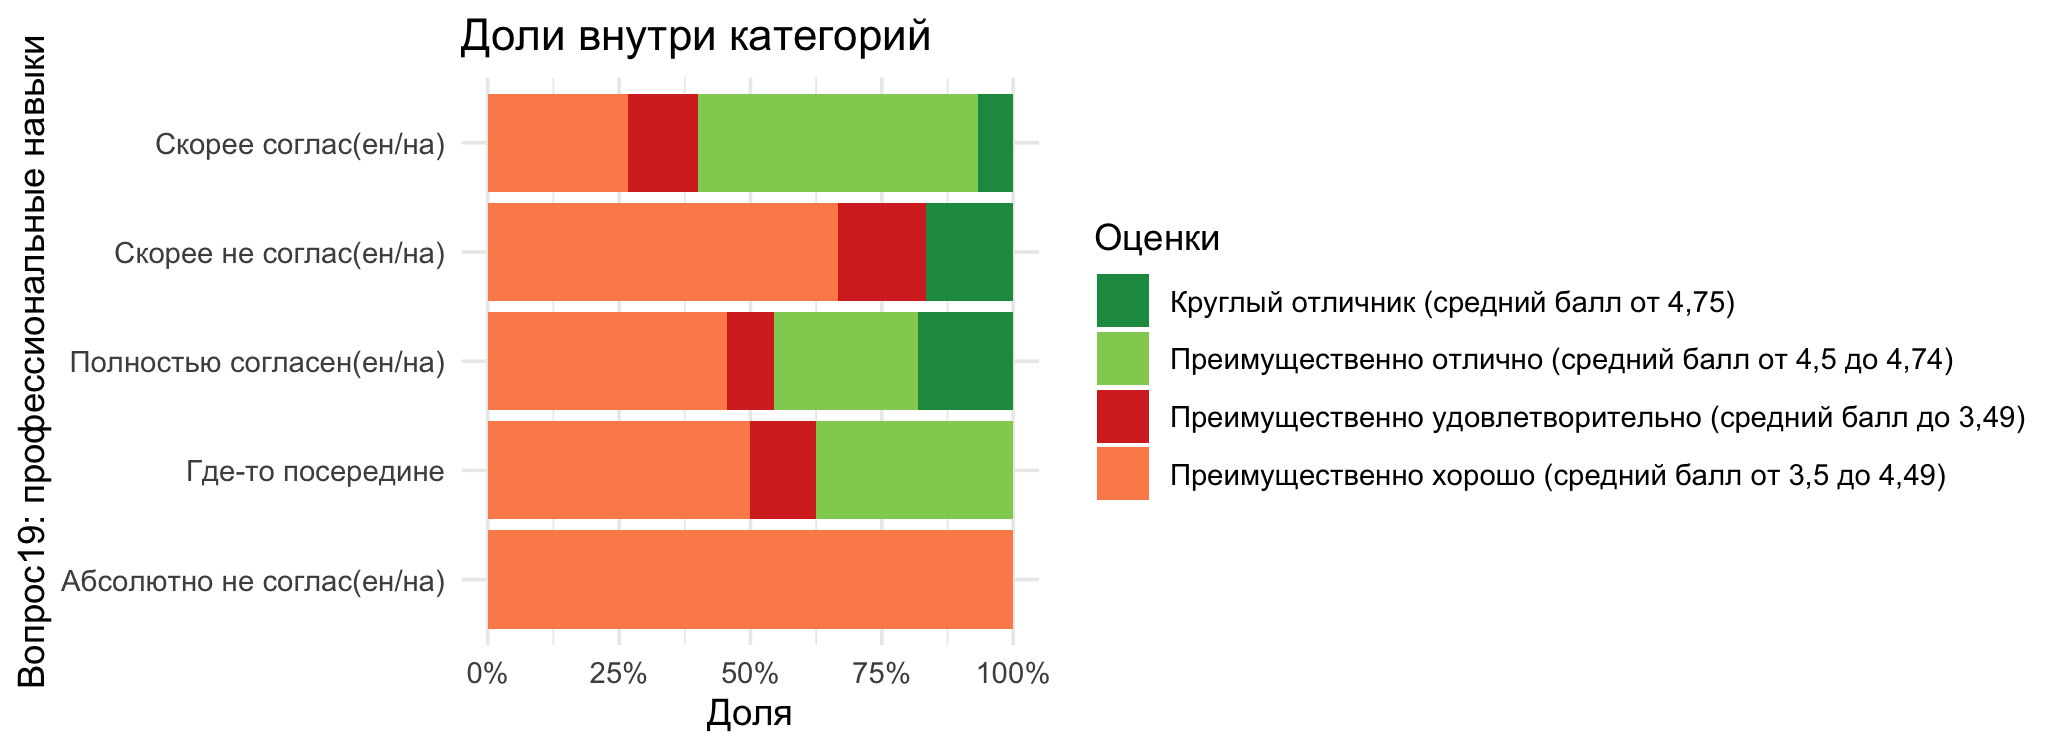 Доли внутри категорий
Вопрос19: профессиональные навыки
Скорее соглас(ен/на)
Скорее не соглас(ен/на)
Полностью согласен(ен/на)
Где-то посередине
Абсолютно не соглас(ен/на)
0% 25% 50% 75% 100%
Доля
Оценки
Круглый отличник (средний балл от 4,75)
Преимущественно отлично (средний балл от 4,5 до 4,74)
Преимущественно удовлетворительно (средний балл до 3,49)
Преимущественно хорошо (средний балл от 3,5 до 4,49)